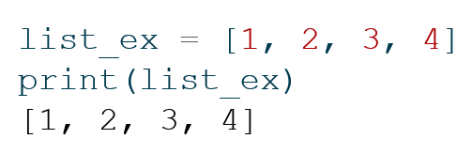 list_ex = [1, 2, 3, 4]
print(list_ex)
[1, 2, 3, 4]